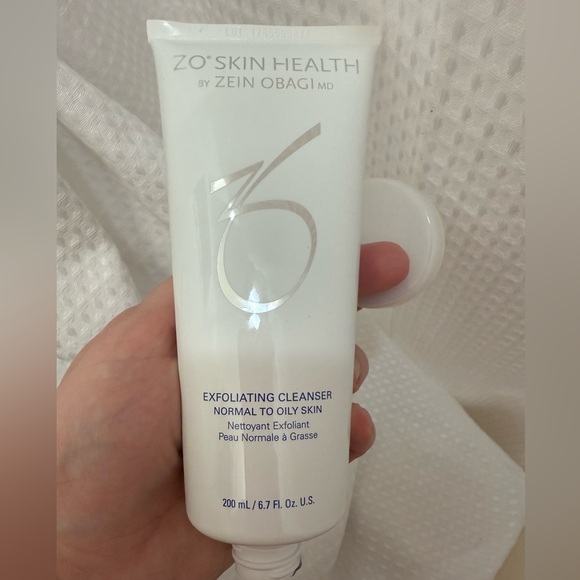 ZO® SKIN HEALTH
BY ZEIN OBAGI MD
EXFOLIATING CLEANSER
NORMAL TO OILY SKIN
Nettoyant Exfoliant
Peau Normale à Grasse
200 mL / 6.7 Fl. Oz. U.S.